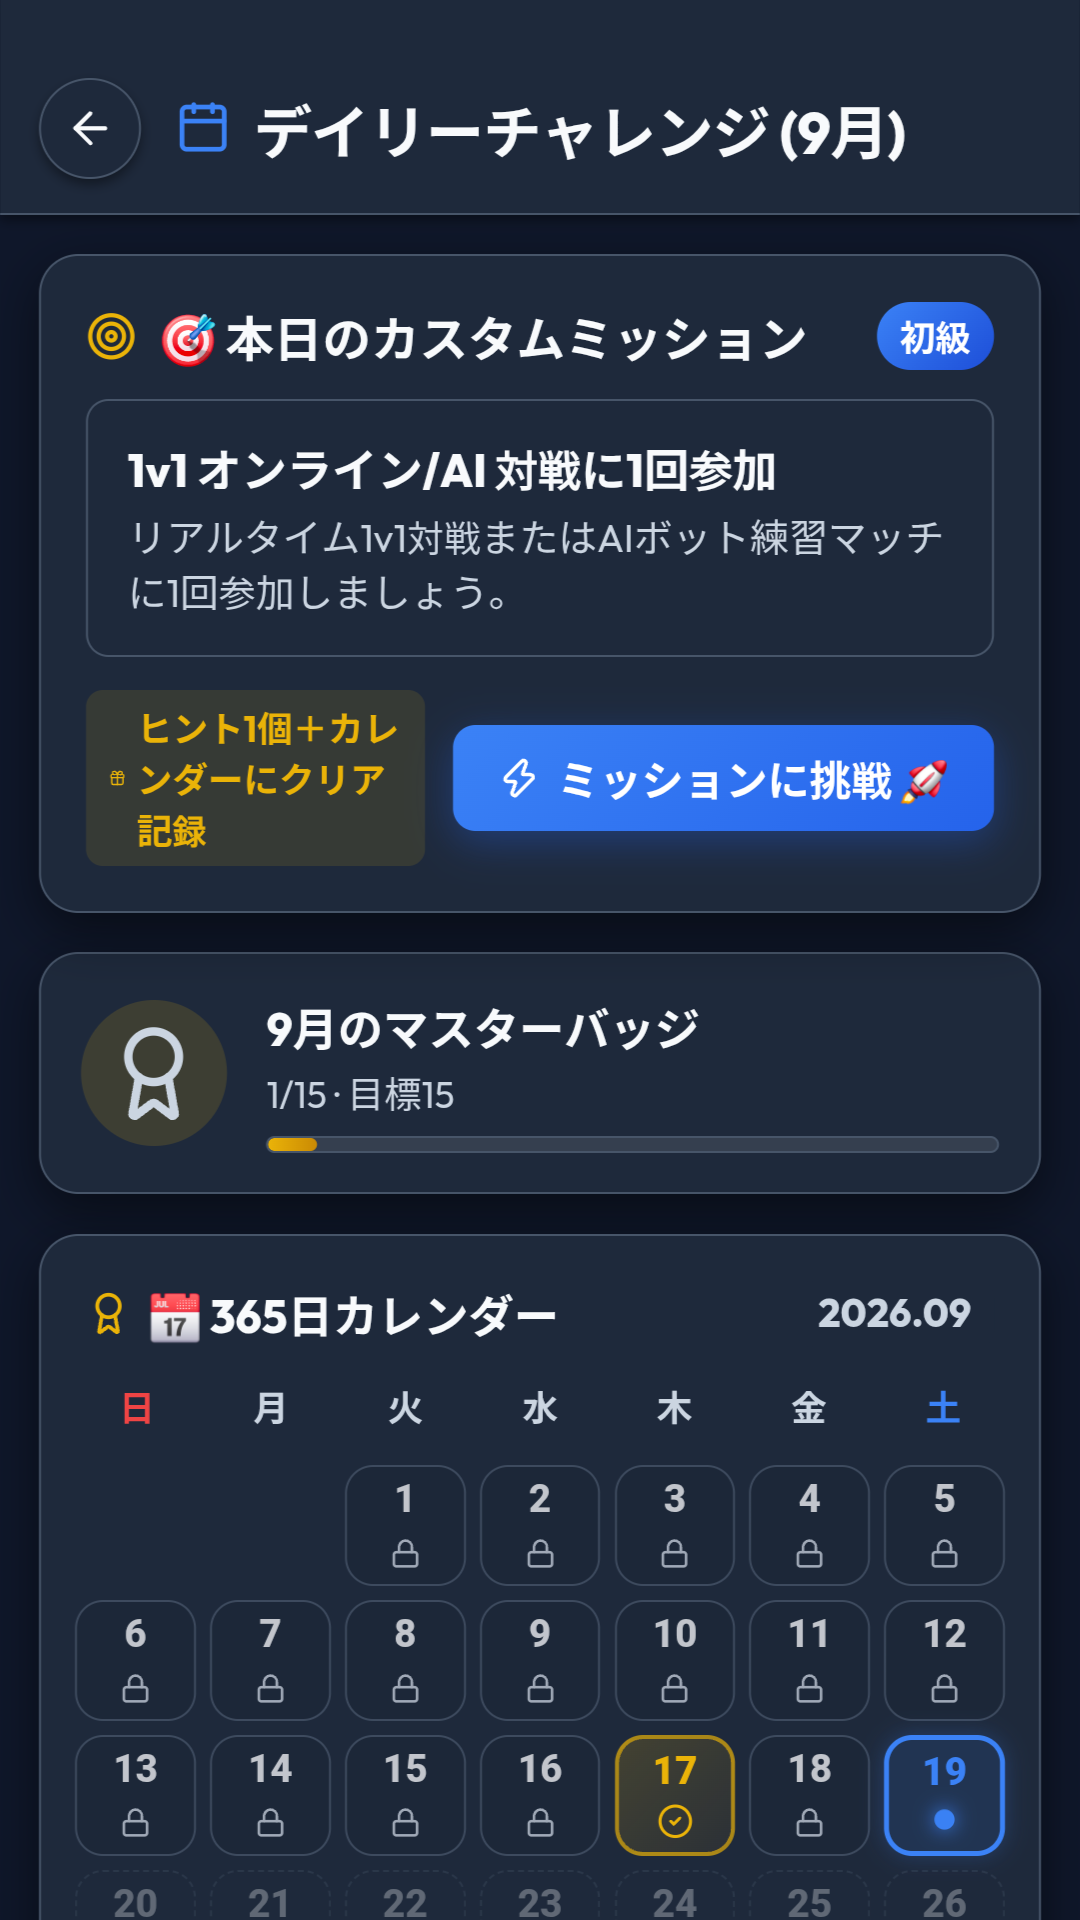 デイリーチャレンジ (9月)
🎯 本日のカスタムミッション
初級
1v1 オンライン/AI 対戦に1回参加
リアルタイム1v1対戦またはAIボット練習マッチ
に1回参加しましょう。
ヒント1個＋カレ
ンダーにクリア
記録
ミッションに挑戦 🚀
9月のマスターバッジ
1/15 · 目標15
📅 365日カレンダー
2026.09
日 月 火 水 木 金 土
1 2 3 4 5
6 7 8 9 10 11 12
13 14 15 16 17 18 19
20 21 22 23 24 25 26